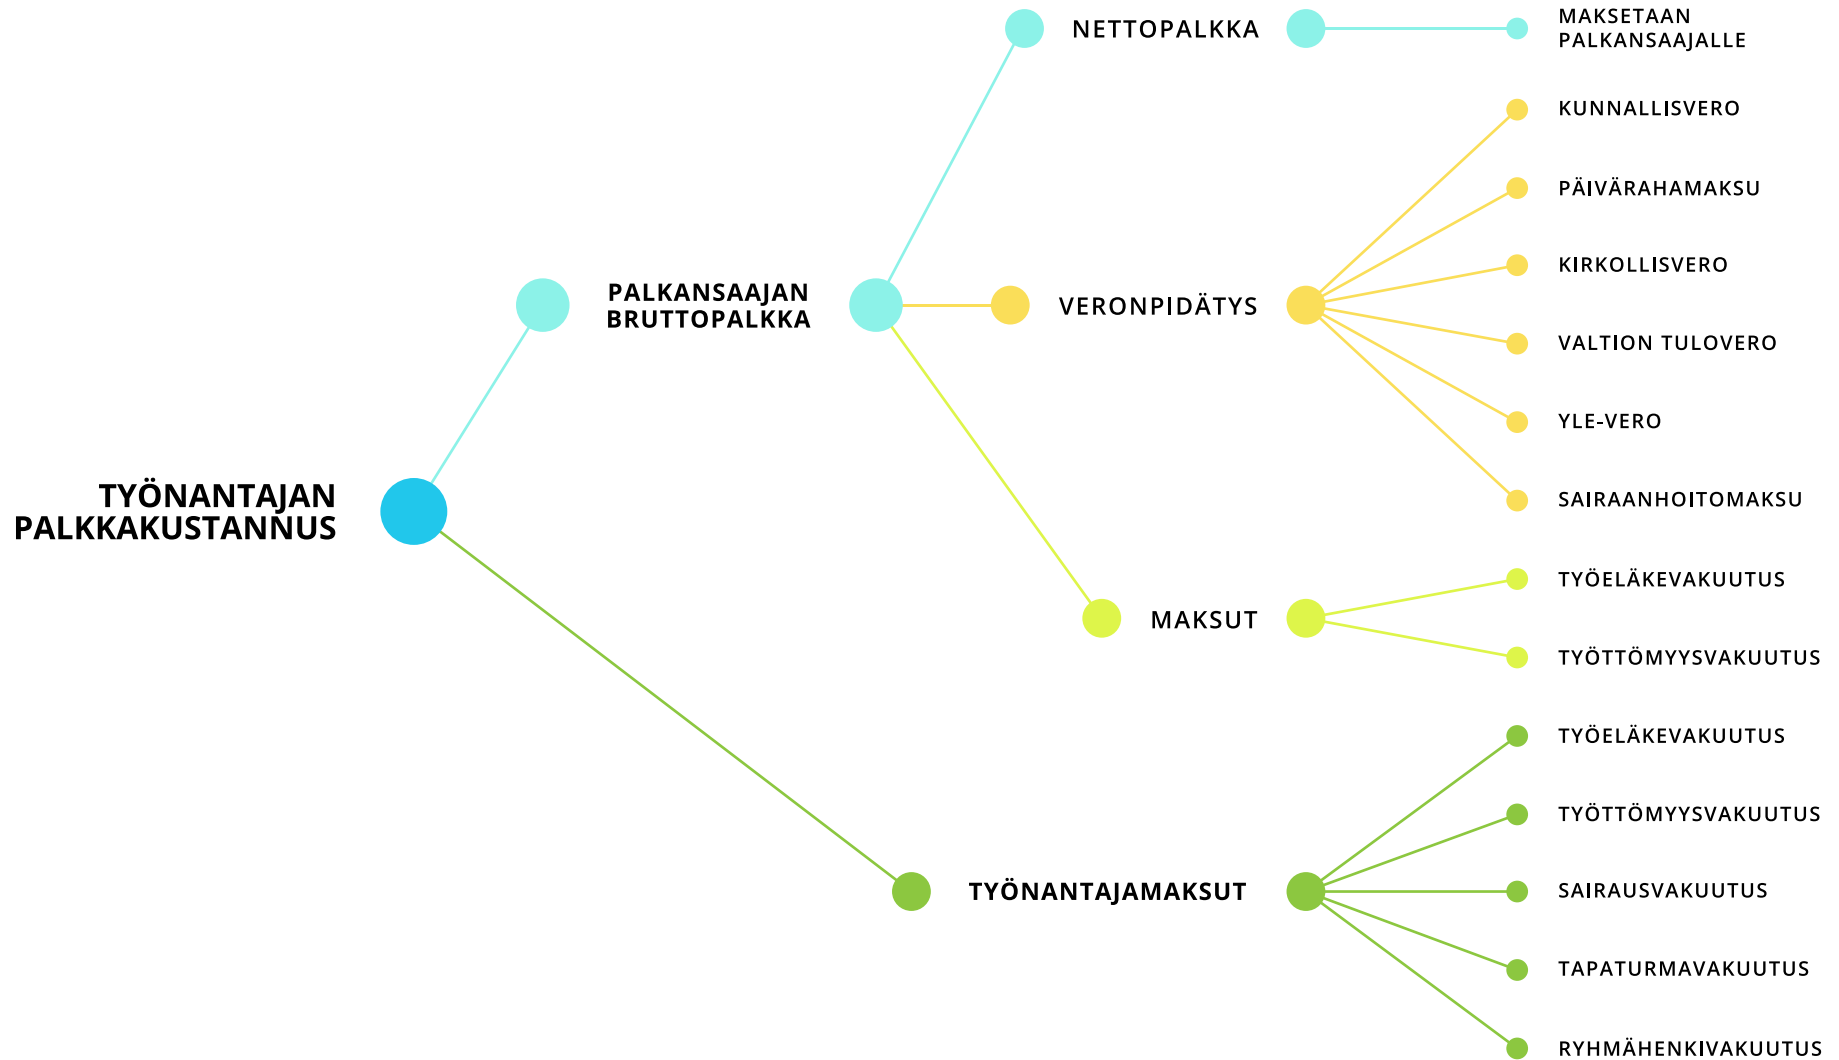 TYÖNANTAJAN
PALKKAKUSTANNUS
PALKANSAAJAN
BRUTTOPALKKA
NETTOPALKKA
MAKSETAAN
PALKANSAAJALLE
VERONPIDÄTYS
KUNNALLISVERO
PÄIVÄRAHAMAKSU
KIRKOLLISVERO
VALTION TULOVERO
YLE-VERO
SAIRAANHOITOMAKSU
MAKSUT
TYÖELÄKEVAKUUTUS
TYÖTTÖMYYSVAKUUTUS
TYÖNANTAJAMAKSUT
TYÖELÄKEVAKUUTUS
TYÖTTÖMYYSVAKUUTUS
SAIRAUSVAKUUTUS
TAPATURMAVAKUUTUS
RYHMÄHENKIVAKUUTUS